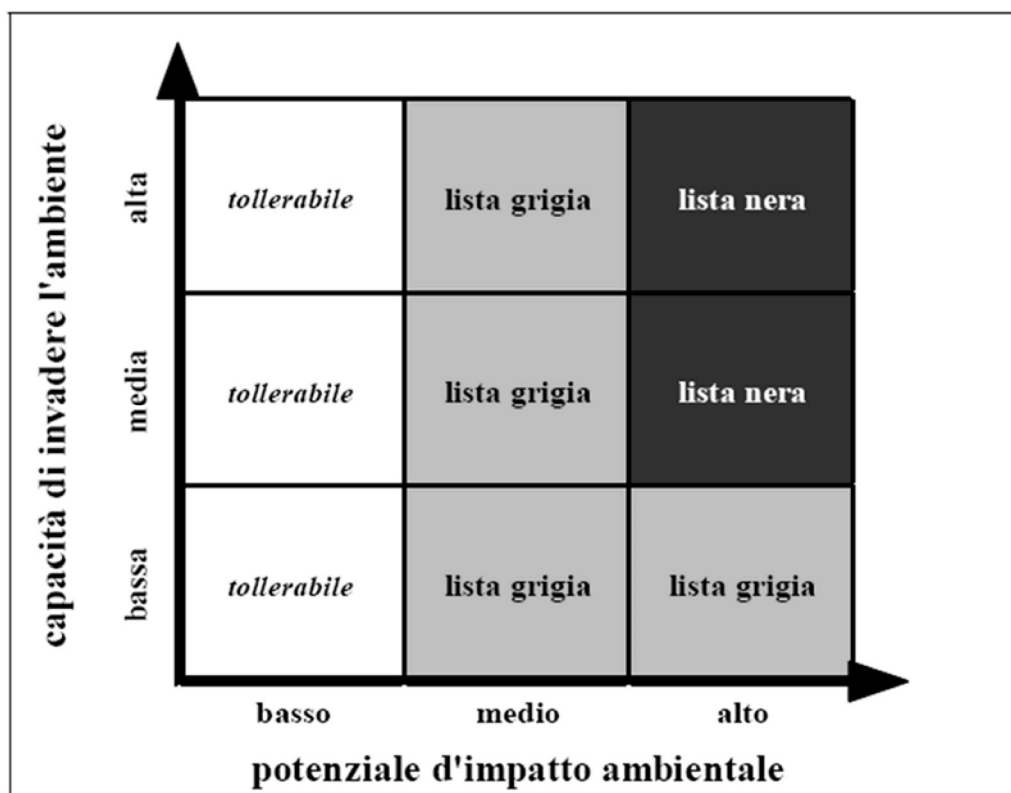 capacità di invadere l'ambiente
alta
tollerabile
lista grigia
lista nera
media
tollerabile
lista grigia
lista nera
bassa
tollerabile
lista grigia
lista grigia
basso
medio
alto
potenziale d'impatto ambientale